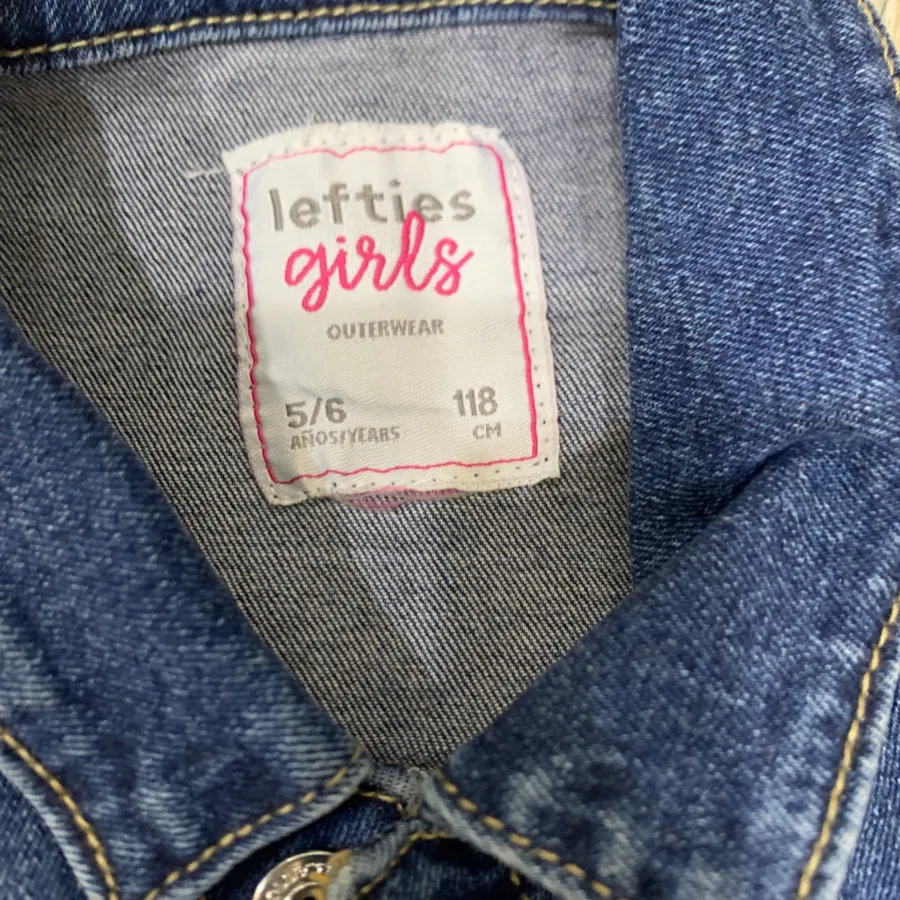 lefties
girls
OUTERWEAR
5/6 118
AÑOS/YEARS CM